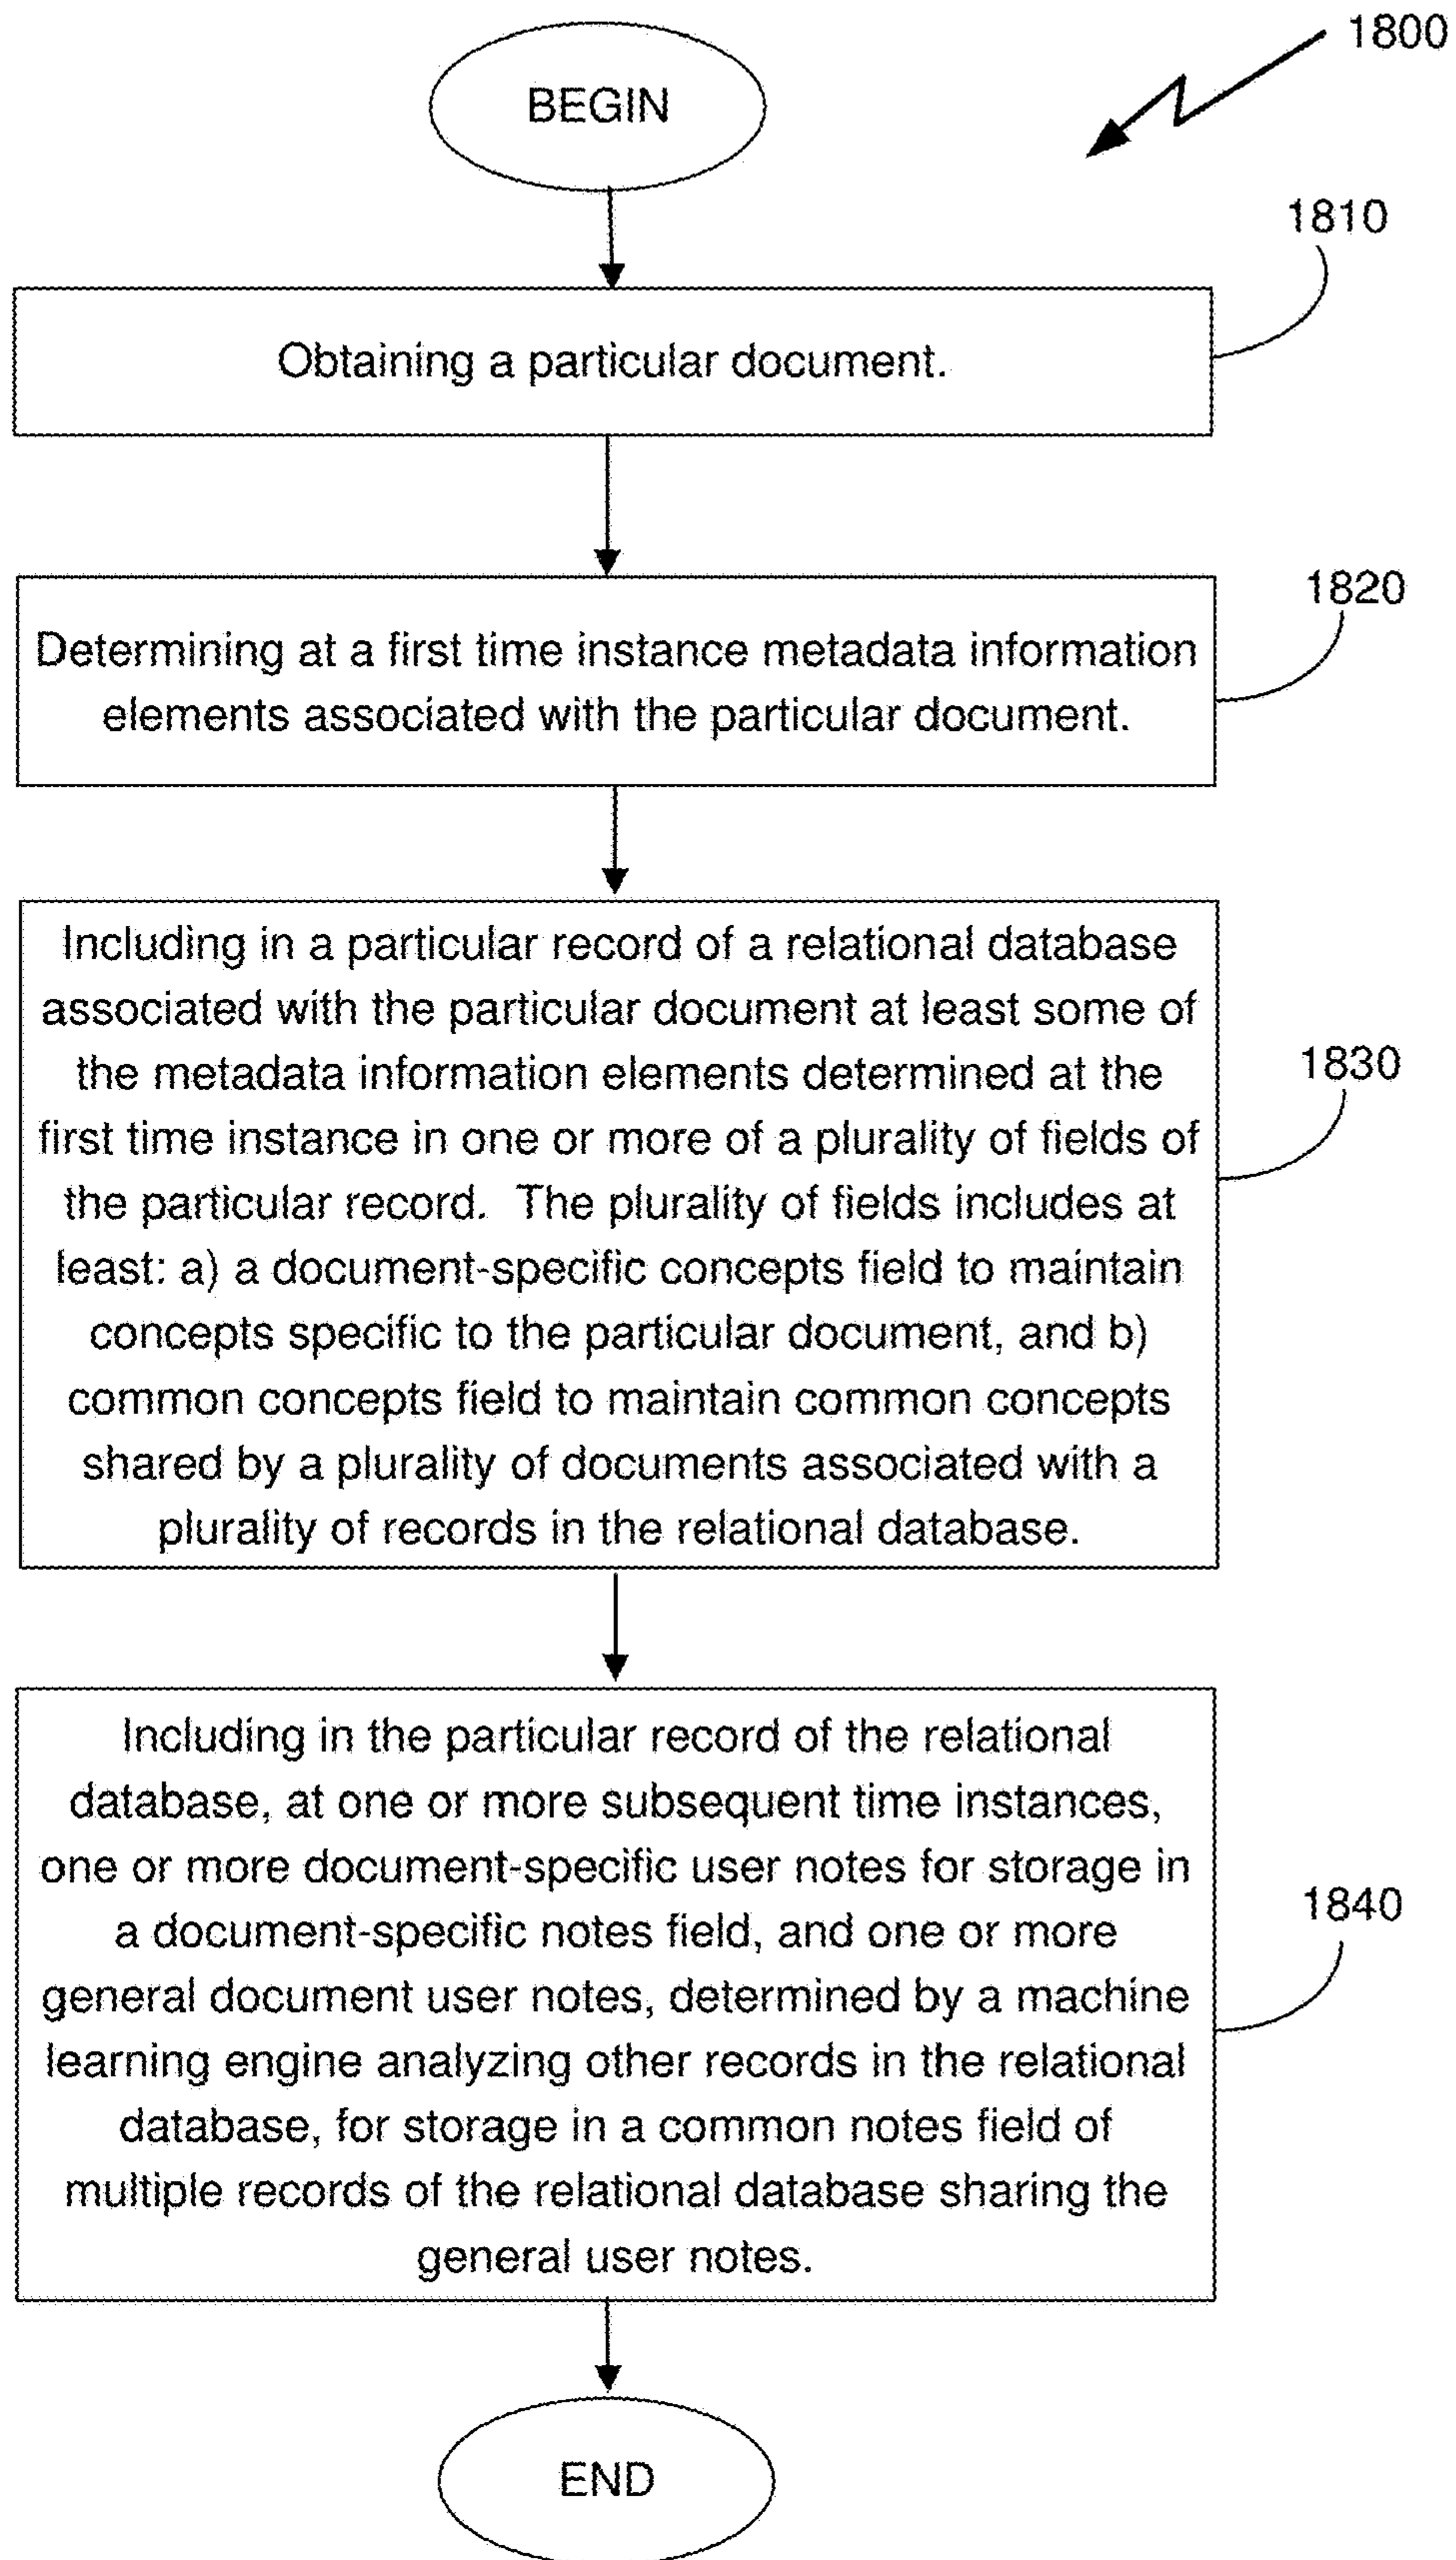 1800
BEGIN
1810
Obtaining a particular document.
1820
Determining at a first time instance metadata information
elements associated with the particular document.
Including in a particular record of a relational database
associated with the particular document at least some of
the metadata information elements determined at the
1830
first time instance in one or more of a plurality of fields of
the particular record.  The plurality of fields includes at
least: a) a document-specific concepts field to maintain
concepts specific to the particular document, and b)
common concepts field to maintain common concepts
shared by a plurality of documents associated with a
plurality of records in the relational database.
Including in the particular record of the relational
database, at one or more subsequent time instances,
one or more document-specific user notes for storage in
1840
a document-specific notes field, and one or more
general document user notes, determined by a machine
learning engine analyzing other records in the relational
database, for storage in a common notes field of
multiple records of the relational database sharing the
general user notes.
END